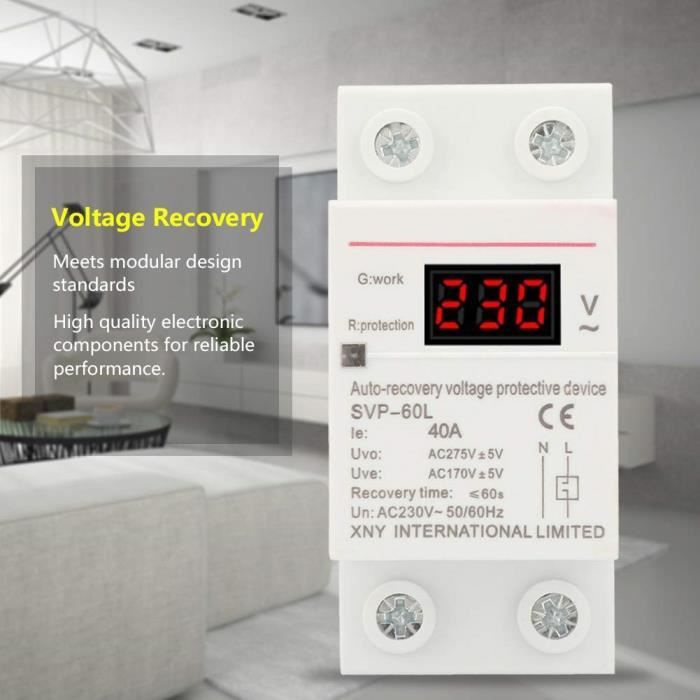 Voltage Recovery
Meets modular design
standards
High quality electronic
components for reliable
performance.
G:work
230
V
~
R:protection
Auto-recovery voltage protective device
SVP-60L
CE
Ie: 40A
N L
Uvo: AC275V±5V
Uve: AC170V±5V
Recovery time: ≤60s
Un: AC230V~ 50/60Hz
XNY INTERNATIONAL LIMITED